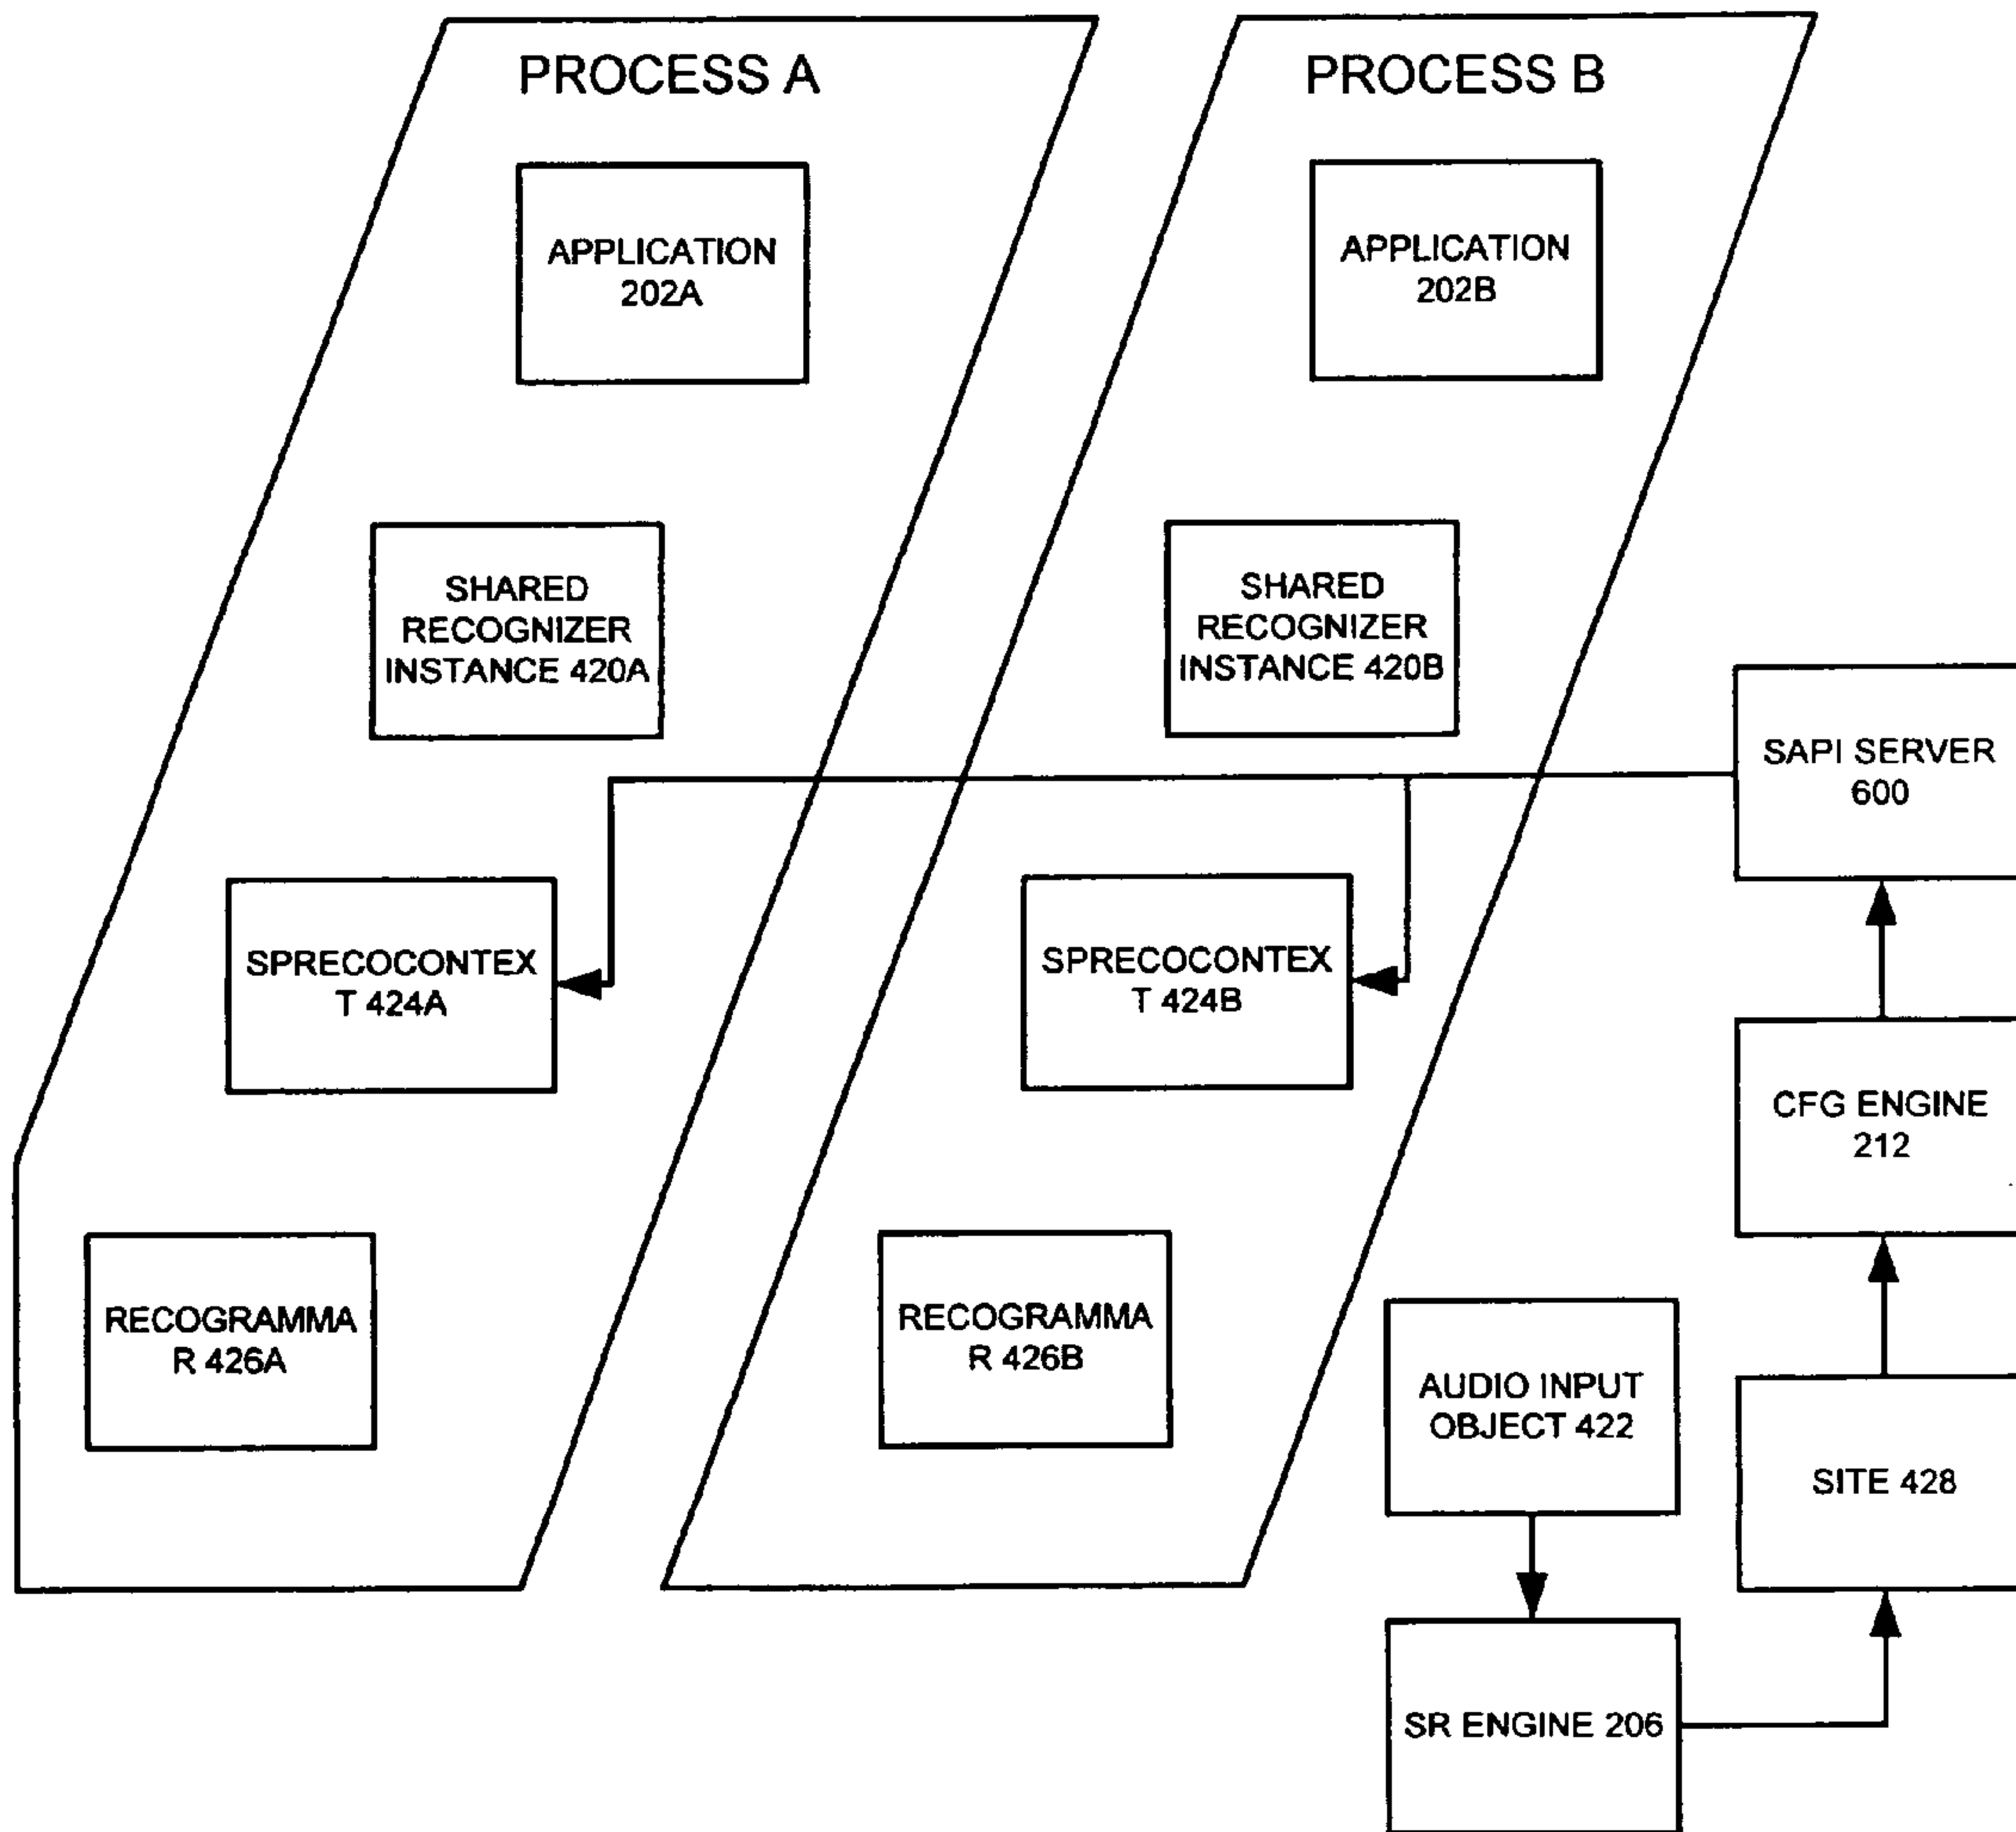 PROCESS A
APPLICATION
202A
SHARED
RECOGNIZER
INSTANCE 420A
SPRECOCONTEX
T 424A
RECOGRAMMA
R 426A
PROCESS B
APPLICATION
202B
SHARED
RECOGNIZER
INSTANCE 420B
SPRECOCONTEX
T 424B
RECOGRAMMA
R 426B
SAPI SERVER
600
CFG ENGINE
212
SITE 428
AUDIO INPUT
OBJECT 422
SR ENGINE 206